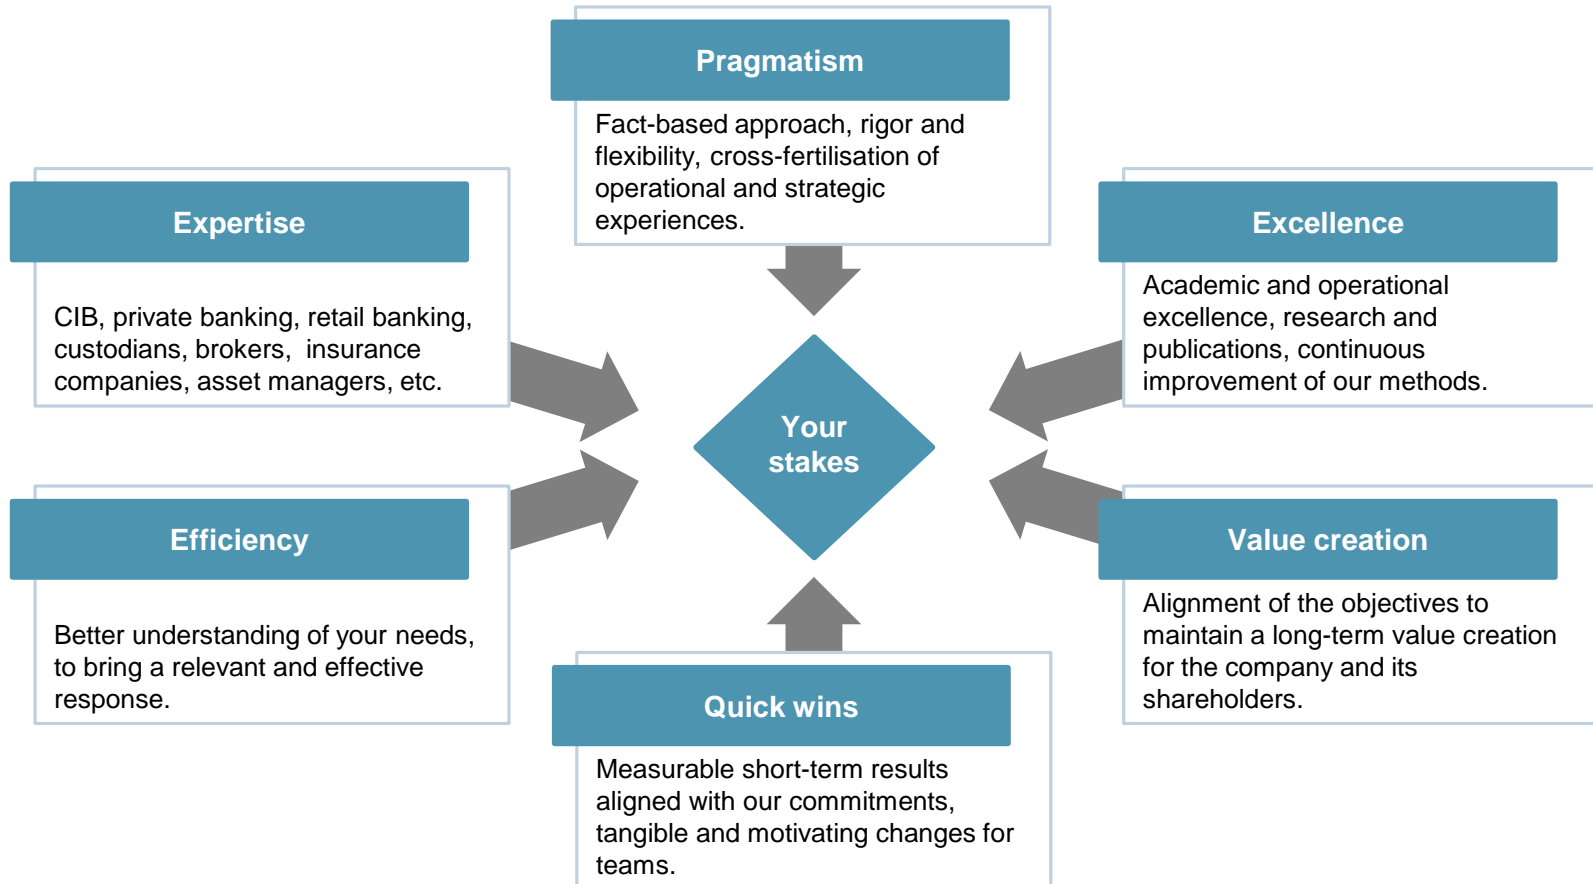 Pragmatism
Fact-based approach, rigor and
flexibility, cross-fertilisation of
operational and strategic
experiences.
Expertise
CIB, private banking, retail banking,
custodians, brokers,  insurance
companies, asset managers, etc.
Excellence
Academic and operational
excellence, research and
publications, continuous
improvement of our methods.
Your
stakes
Efficiency
Better understanding of your needs,
to bring a relevant and effective
response.
Value creation
Alignment of the objectives to
maintain a long-term value creation
for the company and its
shareholders.
Quick wins
Measurable short-term results
aligned with our commitments,
tangible and motivating changes for
teams.